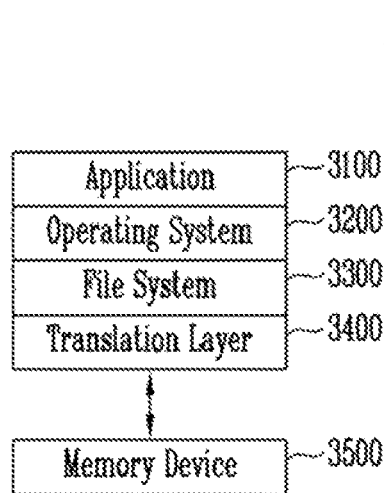 Application 3100
Operating System 3200
File System 3300
Translation Layer 3400
Memory Device 3500